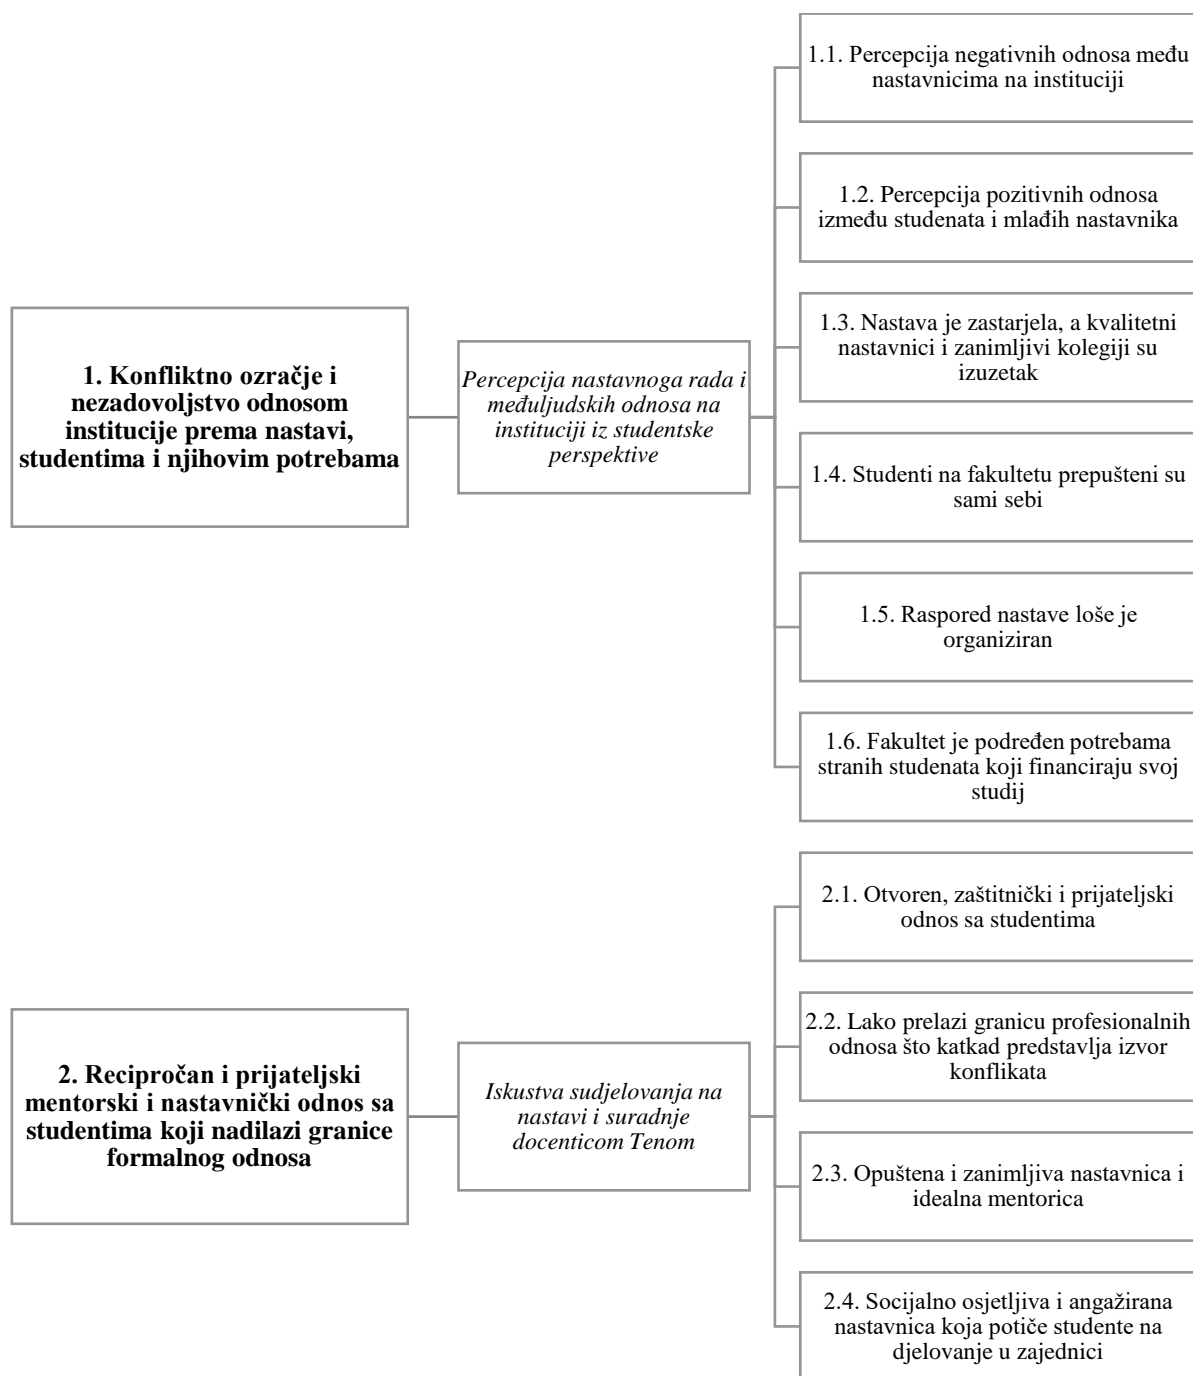 1.1. Percepcija negativnih odnosa među
nastavnicima na instituciji
1.2. Percepcija pozitivnih odnosa
između studenata i mlađih nastavnika
1.3. Nastava je zastarjela, a kvalitetni
nastavnici i zanimljivi kolegiji su
izuzetak
1. Konfliktno ozračje i
nezadovoljstvo odnosom
institucije prema nastavi,
studentima i njihovim potrebama
Percepcija nastavnoga rada i
međuljudskih odnosa na
instituciji iz studentske
perspektive
1.4. Studenti na fakultetu prepušteni su
sami sebi
1.5. Raspored nastave loše je
organiziran
1.6. Fakultet je podređen potrebama
stranih studenata koji financiraju svoj
studij
2.1. Otvoren, zaštitnički i prijateljski
odnos sa studentima
2.2. Lako prelazi granicu profesionalnih
odnosa što katkad predstavlja izvor
konflikata
2. Recipročan i prijateljski
mentorski i nastavnički odnos sa
studentima koji nadilazi granice
formalnog odnosa
Iskustva sudjelovanja na
nastavi i suradnje
docenticom Tenom
2.3. Opuštena i zanimljiva nastavnica i
idealna mentorica
2.4. Socijalno osjetljiva i angažirana
nastavnica koja potiče studente na
djelovanje u zajednici